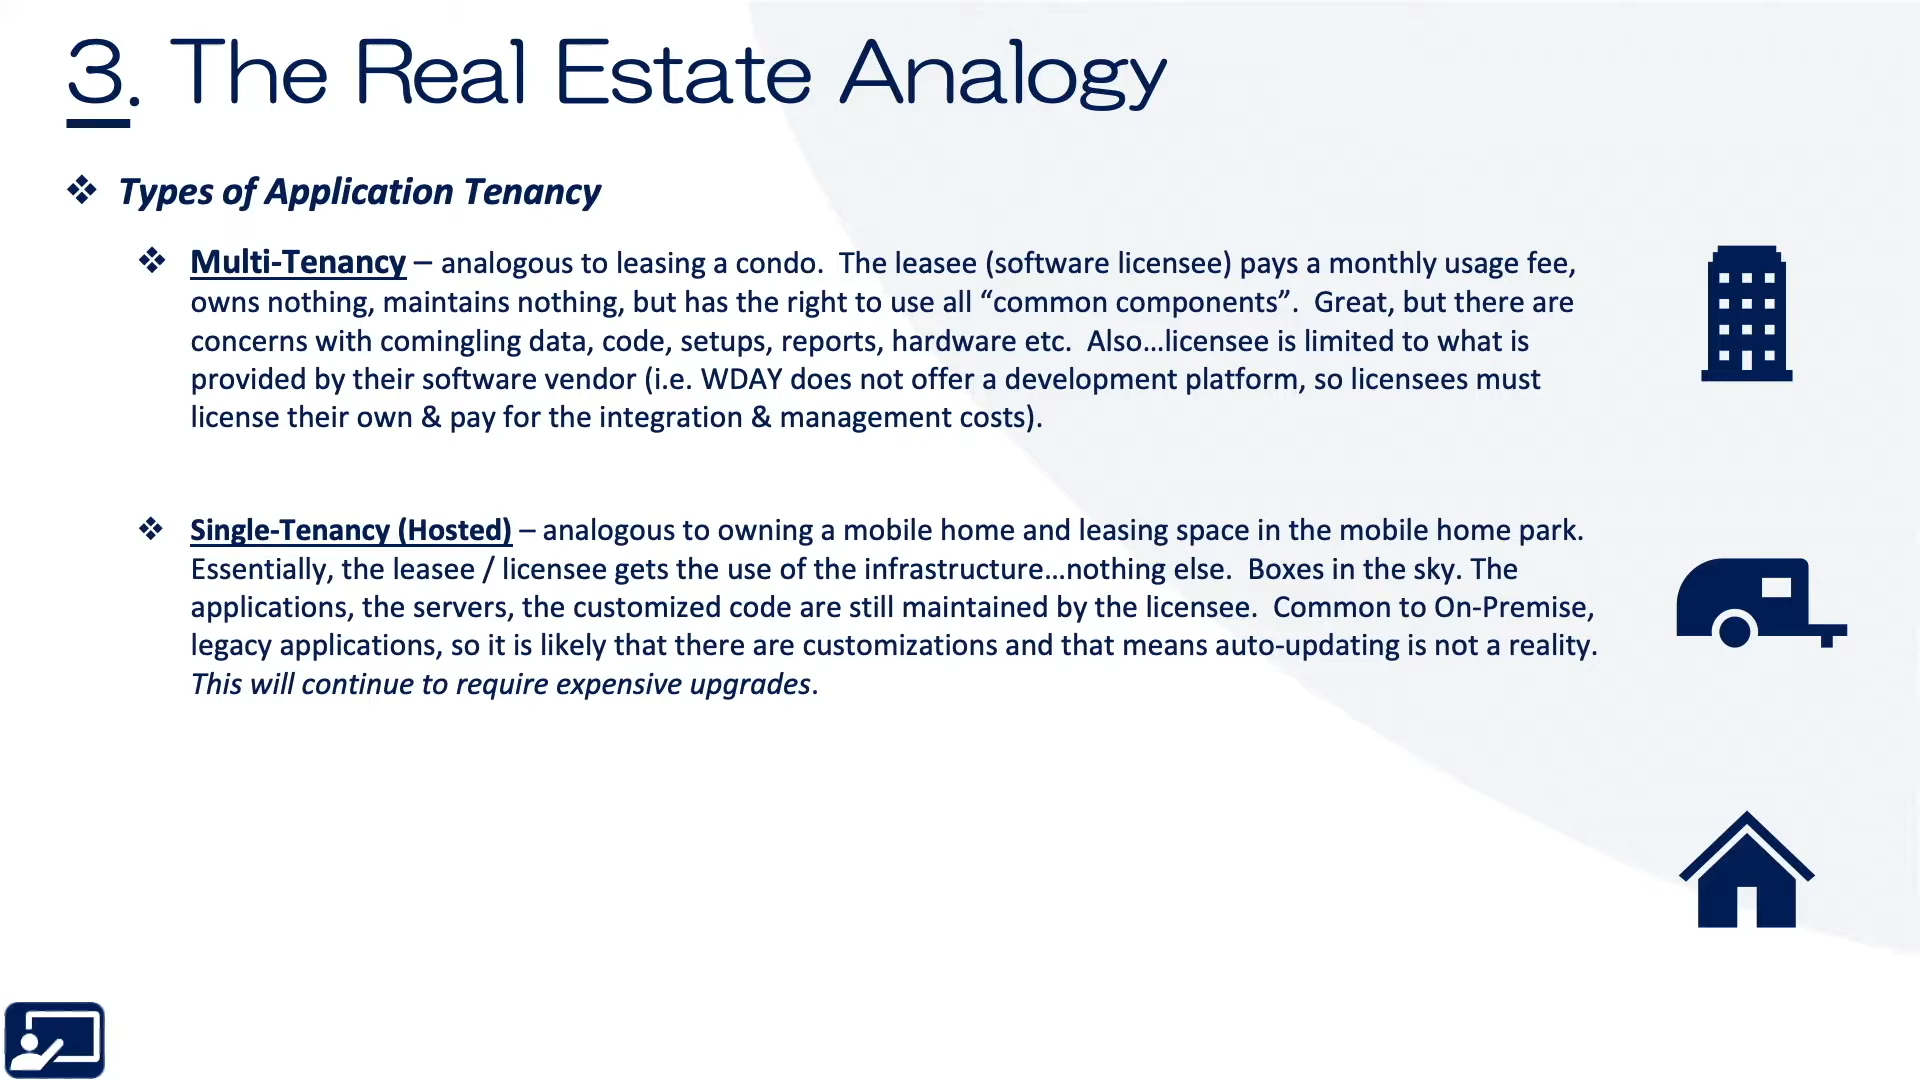 3. The Real Estate Analogy
❖ Types of Application Tenancy
❖ Multi-Tenancy – analogous to leasing a condo. The leasee (software licensee) pays a monthly usage fee,
owns nothing, maintains nothing, but has the right to use all “common components”. Great, but there are
concerns with comingling data, code, setups, reports, hardware etc. Also…licensee is limited to what is
provided by their software vendor (i.e. WDAY does not offer a development platform, so licensees must
license their own & pay for the integration & management costs).
❖ Single-Tenancy (Hosted) – analogous to owning a mobile home and leasing space in the mobile home park.
Essentially, the leasee / licensee gets the use of the infrastructure…nothing else. Boxes in the sky. The
applications, the servers, the customized code are still maintained by the licensee. Common to On-Premise,
legacy applications, so it is likely that there are customizations and that means auto-updating is not a reality.
This will continue to require expensive upgrades.